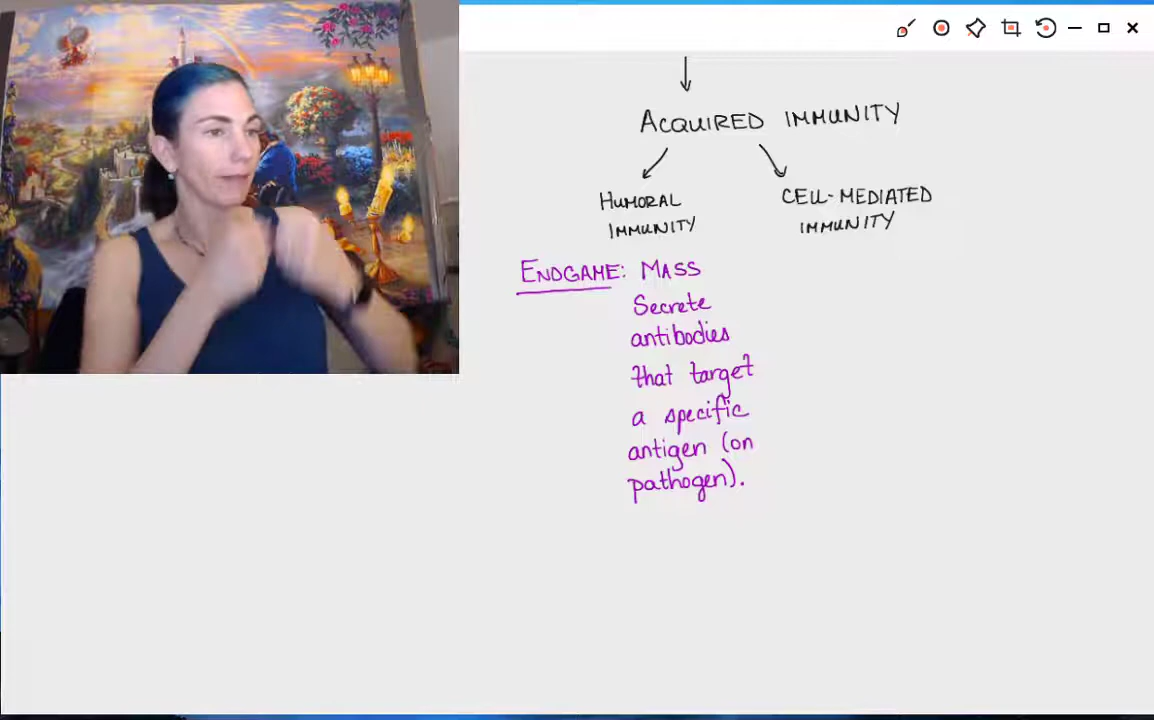 ACQUIRED IMMUNITY
HUMORAL
IMMUNITY
CELL-MEDIATED
IMMUNITY
ENDGAME: MASS
Secrete
antibodies
that target
a specific
antigen (on
pathogen).